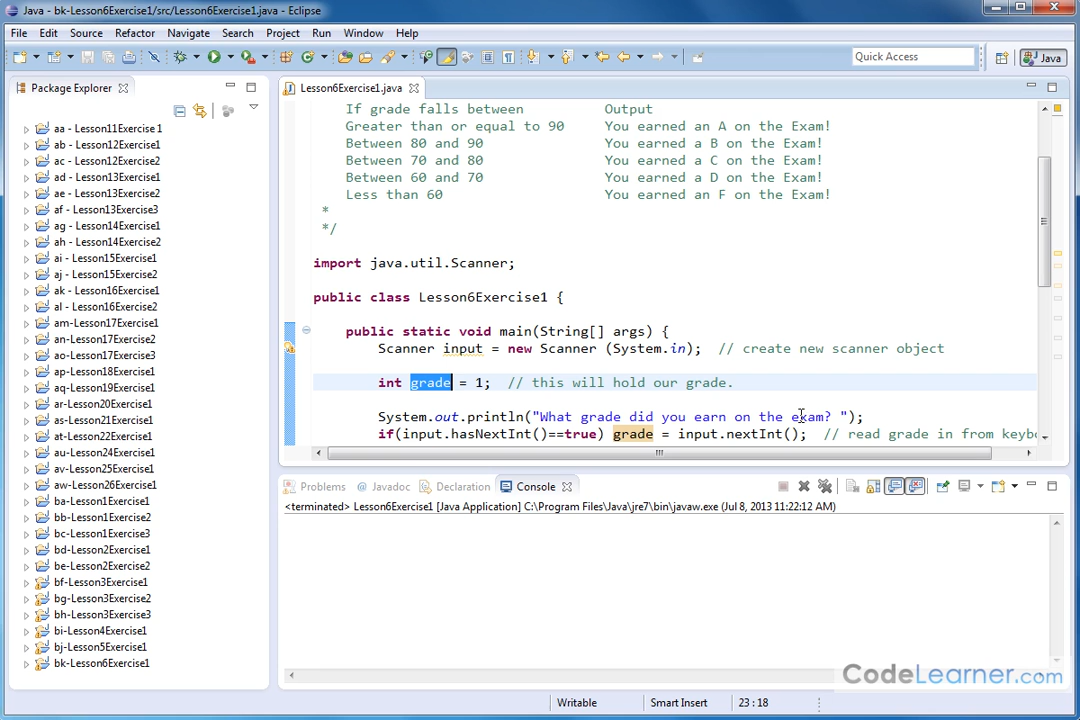 Java - bk-Lesson6Exercise1/src/Lesson6Exercise1.java - Eclipse
File Edit Source Refactor Navigate Search Project Run Window Help
Quick Access
Java
Package Explorer
aa - Lesson11Exercise1
ab - Lesson12Exercise1
ac - Lesson12Exercise2
ad - Lesson13Exercise1
ae - Lesson13Exercise2
af - Lesson13Exercise3
ag - Lesson14Exercise1
ah - Lesson14Exercise2
ai - Lesson15Exercise1
aj - Lesson15Exercise2
ak - Lesson16Exercise1
al - Lesson16Exercise2
am-Lesson17Exercise1
an-Lesson17Exercise2
ao-Lesson17Exercise3
ap-Lesson18Exercise1
aq-Lesson19Exercise1
ar-Lesson20Exercise1
as-Lesson21Exercise1
at-Lesson22Exercise1
au-Lesson24Exercise1
av-Lesson25Exercise1
aw-Lesson26Exercise1
ba-Lesson1Exercise1
bb-Lesson1Exercise2
bc-Lesson1Exercise3
bd-Lesson2Exercise1
be-Lesson2Exercise2
bf-Lesson3Exercise1
bg-Lesson3Exercise2
bh-Lesson3Exercise3
bi-Lesson4Exercise1
bj-Lesson5Exercise1
bk-Lesson6Exercise1
Lesson6Exercise1.java
If grade falls between Output
Greater than or equal to 90 You earned an A on the Exam!
Between 80 and 90 You earned a B on the Exam!
Between 70 and 80 You earned a C on the Exam!
Between 60 and 70 You earned a D on the Exam!
Less than 60 You earned an F on the Exam!
*
*/
import java.util.Scanner;
public class Lesson6Exercise1 {
public static void main(String[] args) {
Scanner input = new Scanner (System.in); // create new scanner object
int grade = 1; // this will hold our grade.
System.out.println("What grade did you earn on the exam? ");
if(input.hasNextInt()==true) grade = input.nextInt(); // read grade in from keybo
Problems Javadoc Declaration Console
<terminated> Lesson6Exercise1 [Java Application] C:\Program Files\Java\jre7\bin\javaw.exe (Jul 8, 2013 11:22:12 AM)
CodeLearner.com
Writable Smart Insert 23 : 18